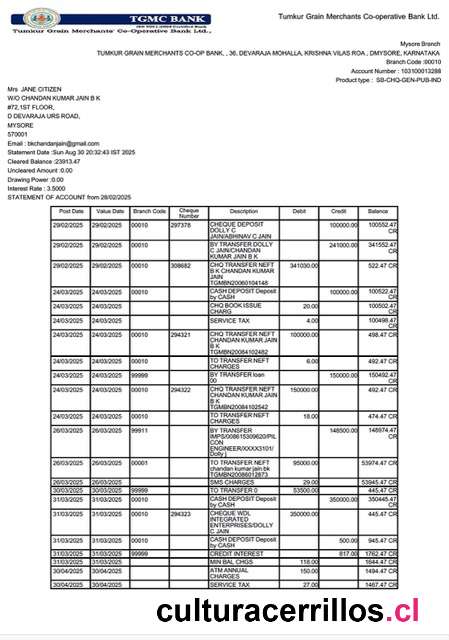 TGMC BANK
Tumkur Grain Merchants' Co-operative Bank Ltd.,
Tumkur Grain Merchants Co-operative Bank Ltd.
Mysore Branch
TUMKUR GRAIN MERCHANTS CO-OP BANK, , 36, DEVARAJA MOHALLA, KRISHNA VILAS ROA , DMYSORE, KARNATAKA
Branch Code :00010
Account Number : 103100013288
Product type : SB-CHQ-GEN-PUB-IND
Mrs JANE CITIZEN
W/O CHANDAN KUMAR JAIN B K
#72,1ST FLOOR,
D DEVARAJA URS ROAD,
MYSORE
570001
Email : bkchandanjain@gmail.com
Statement Date :Sun Aug 30 20:32:43 IST 2025
Cleared Balance :23913.47
Uncleared Amount :0.00
Drawing Power :0.00
Interest Rate : 3.5000
STATEMENT OF ACCOUNT from 28/02/2025
Post Date Value Date Branch Code Cheque Number Description Debit Credit Balance
29/02/2025 29/02/2025 00010 297378 CHEQUE DEPOSIT 100000.00 100552.47
DOLLY C CR
JAIN/ABHINAV C JAIN
29/02/2025 29/02/2025 00010 BY TRANSFER DOLLY 241000.00 341552.47
C JAIN/CHANDAN CR
KUMAR JAIN B K
29/02/2025 29/02/2025 00010 308682 CHQ TRANSFER NEFT 341030.00 522.47 CR
B K CHANDAN KUMAR
JAIN
TGMBN20060104148
24/03/2025 24/03/2025 00010 CASH DEPOSIT Deposit 100000.00 100522.47
by CASH CR
24/03/2025 24/03/2025 00010 CHQ BOOK ISSUE 20.00 100502.47
CHARG CR
24/03/2025 24/03/2025 00010 SERVICE TAX 4.00 100498.47
CR
24/03/2025 24/03/2025 00010 294321 CHQ TRANSFER NEFT 100000.00 498.47 CR
CHANDAN KUMAR JAIN
B K
TGMBN20084102482
24/03/2025 24/03/2025 00010 TO TRANSFER NEFT 6.00 492.47 CR
CHARGES
24/03/2025 24/03/2025 99999 BY TRANSFER loan 150000.00 150492.47
00 CR
24/03/2025 24/03/2025 00010 294322 CHQ TRANSFER NEFT 150000.00 492.47 CR
CHANDAN KUMAR JAIN
B K
TGMBN20084102542
24/03/2025 24/03/2025 00010 TO TRANSFER NEFT 18.00 474.47 CR
CHARGES
26/03/2025 26/03/2025 99911 BY TRANSFER 148500.00 148974.47
IMPS/008615309620/PIL CR
CON
ENGINEER/XXXX3101/
Dolly j
26/03/2025 26/03/2025 00001 TO TRANSFER NEFT 95000.00 53974.47 CR
chandan kumar jain bk
TGMBN20086012873
26/03/2025 26/03/2025 SMS CHARGES 29.00 53945.47 CR
30/03/2025 30/03/2025 99999 TO TRANSFER 0 53500.00 445.47 CR
31/03/2025 31/03/2025 00010 CASH DEPOSIT Deposit 350000.00 350445.47
by CASH CR
31/03/2025 31/03/2025 00010 294323 CHEQUE WDL 350000.00 445.47 CR
INTEGRATED
ENTERPRISES/DOLLY
C JAIN
31/03/2025 31/03/2025 00010 CASH DEPOSIT Deposit 500.00 945.47 CR
by CASH
31/03/2025 31/03/2025 99999 CREDIT INTEREST 817.00 1762.47 CR
31/03/2025 31/03/2025 MIN BAL CHGS 118.00 1644.47 CR
30/04/2025 30/04/2025 ATM ANNUAL 150.00 1494.47 CR
CHARGES
30/04/2025 30/04/2025 SERVICE TAX 27.00 1467.47 CR
culturacerrillos.cl